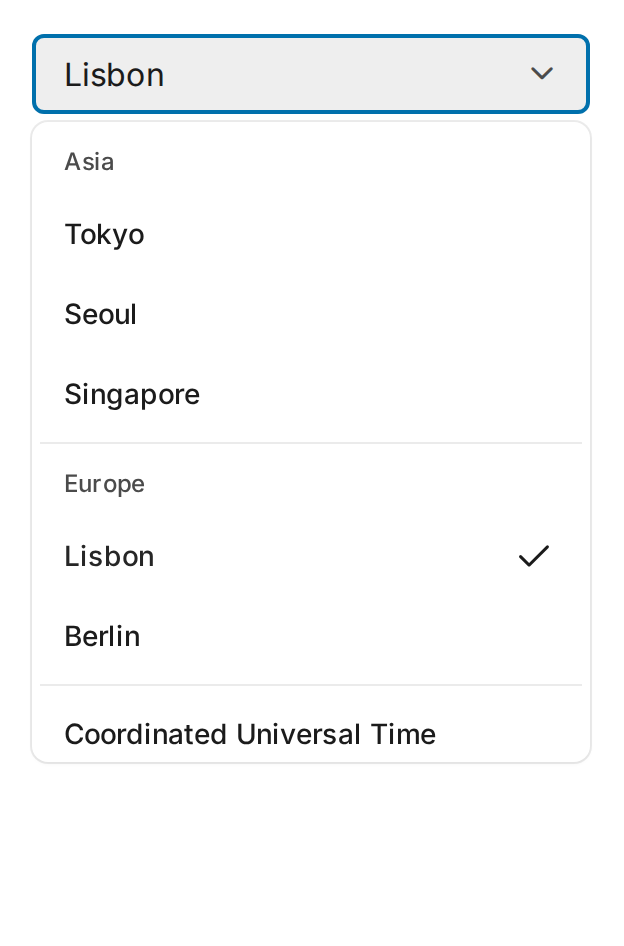 Lisbon
Asia
Tokyo
Seoul
Singapore
Europe
Lisbon
Berlin
Coordinated Universal Time